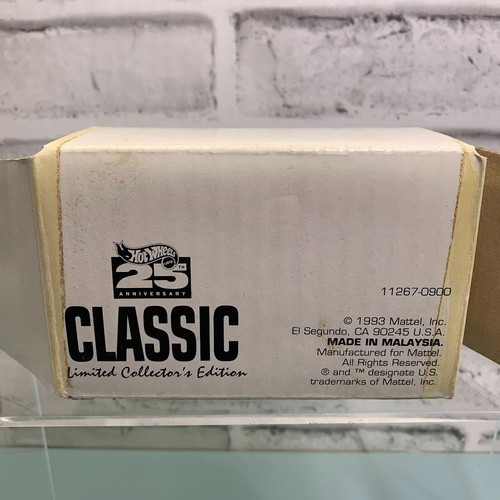 Hot Wheels
25™
ANNIVERSARY
CLASSIC
Limited Collector's Edition
11267-0900
© 1993 Mattel, Inc.
El Segundo, CA 90245 U.S.A.
MADE IN MALAYSIA.
Manufactured for Mattel.
All Rights Reserved.
® and ™ designate U.S.
trademarks of Mattel, Inc.